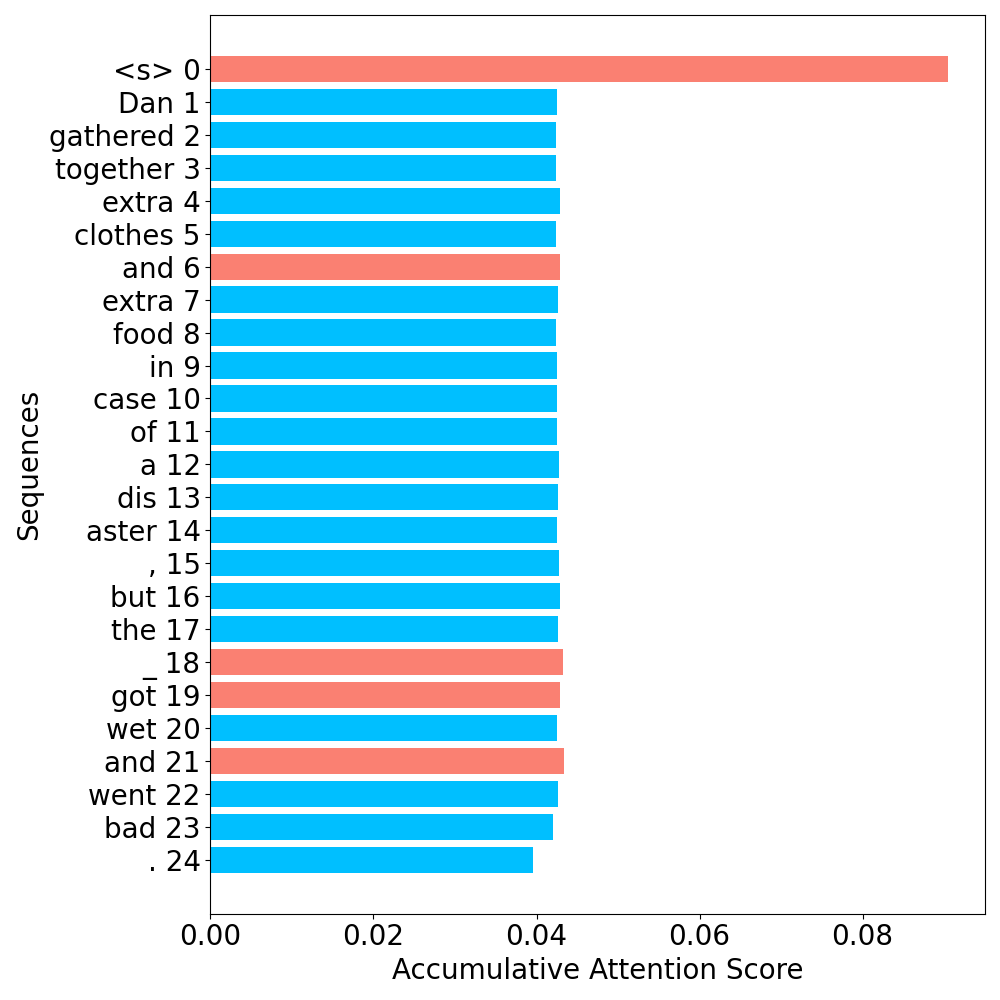 <s> 0
Dan 1
gathered 2
together 3
extra 4
clothes 5
and 6
extra 7
food 8
in 9
case 10
of 11
a 12
dis 13
aster 14
, 15
but 16
the 17
_ 18
got 19
wet 20
and 21
went 22
bad 23
. 24
Sequences
0.00 0.02 0.04 0.06 0.08
Accumulative Attention Score